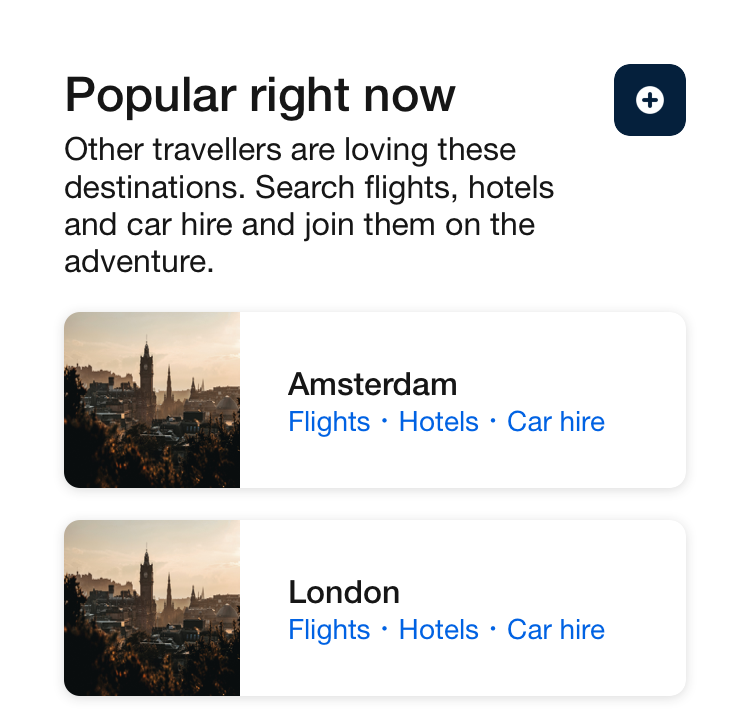 Popular right now
Other travellers are loving these
destinations. Search flights, hotels
and car hire and join them on the
adventure.
Amsterdam
Flights · Hotels · Car hire
London
Flights · Hotels · Car hire